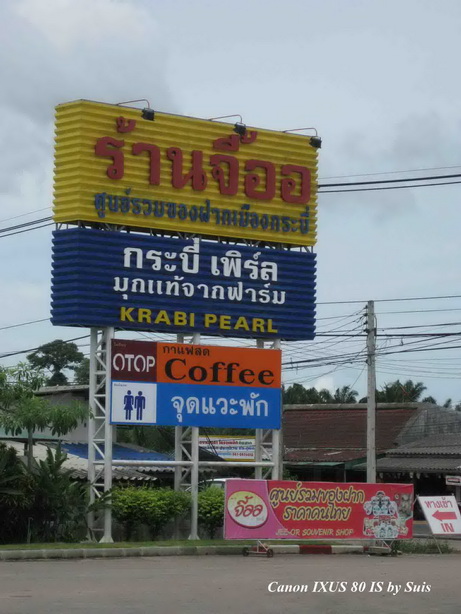 ร้านจี้ออ
ศูนย์รวมของฝากเมืองกระบี่
กระบี่ เพิร์ล
มุกแท้จากฟาร์ม
KRABI PEARL
OTOP
กาแฟสด
Coffee
จุดแวะพัก
จี้ออ
ศูนย์รวมของฝาก
ราคาคนไทย
JEE-OR SOUVENIR SHOP
ทางเข้า
IN
Canon IXUS 80 IS by Suis